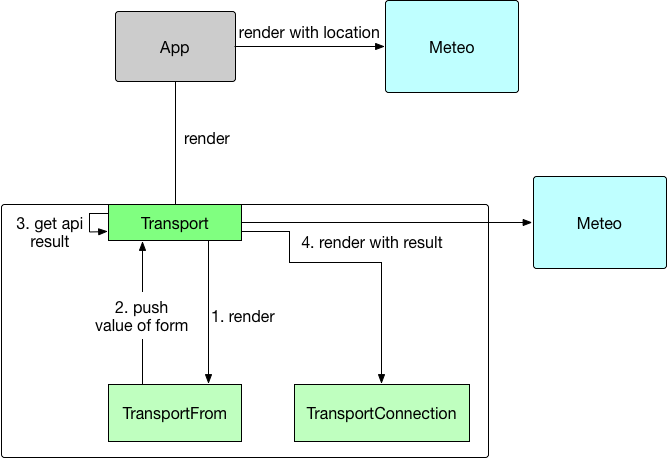 App
render with location
Meteo
render
3. get api
result
Transport
Meteo
4. render with result
2. push
value of form
1. render
TransportFrom
TransportConnection